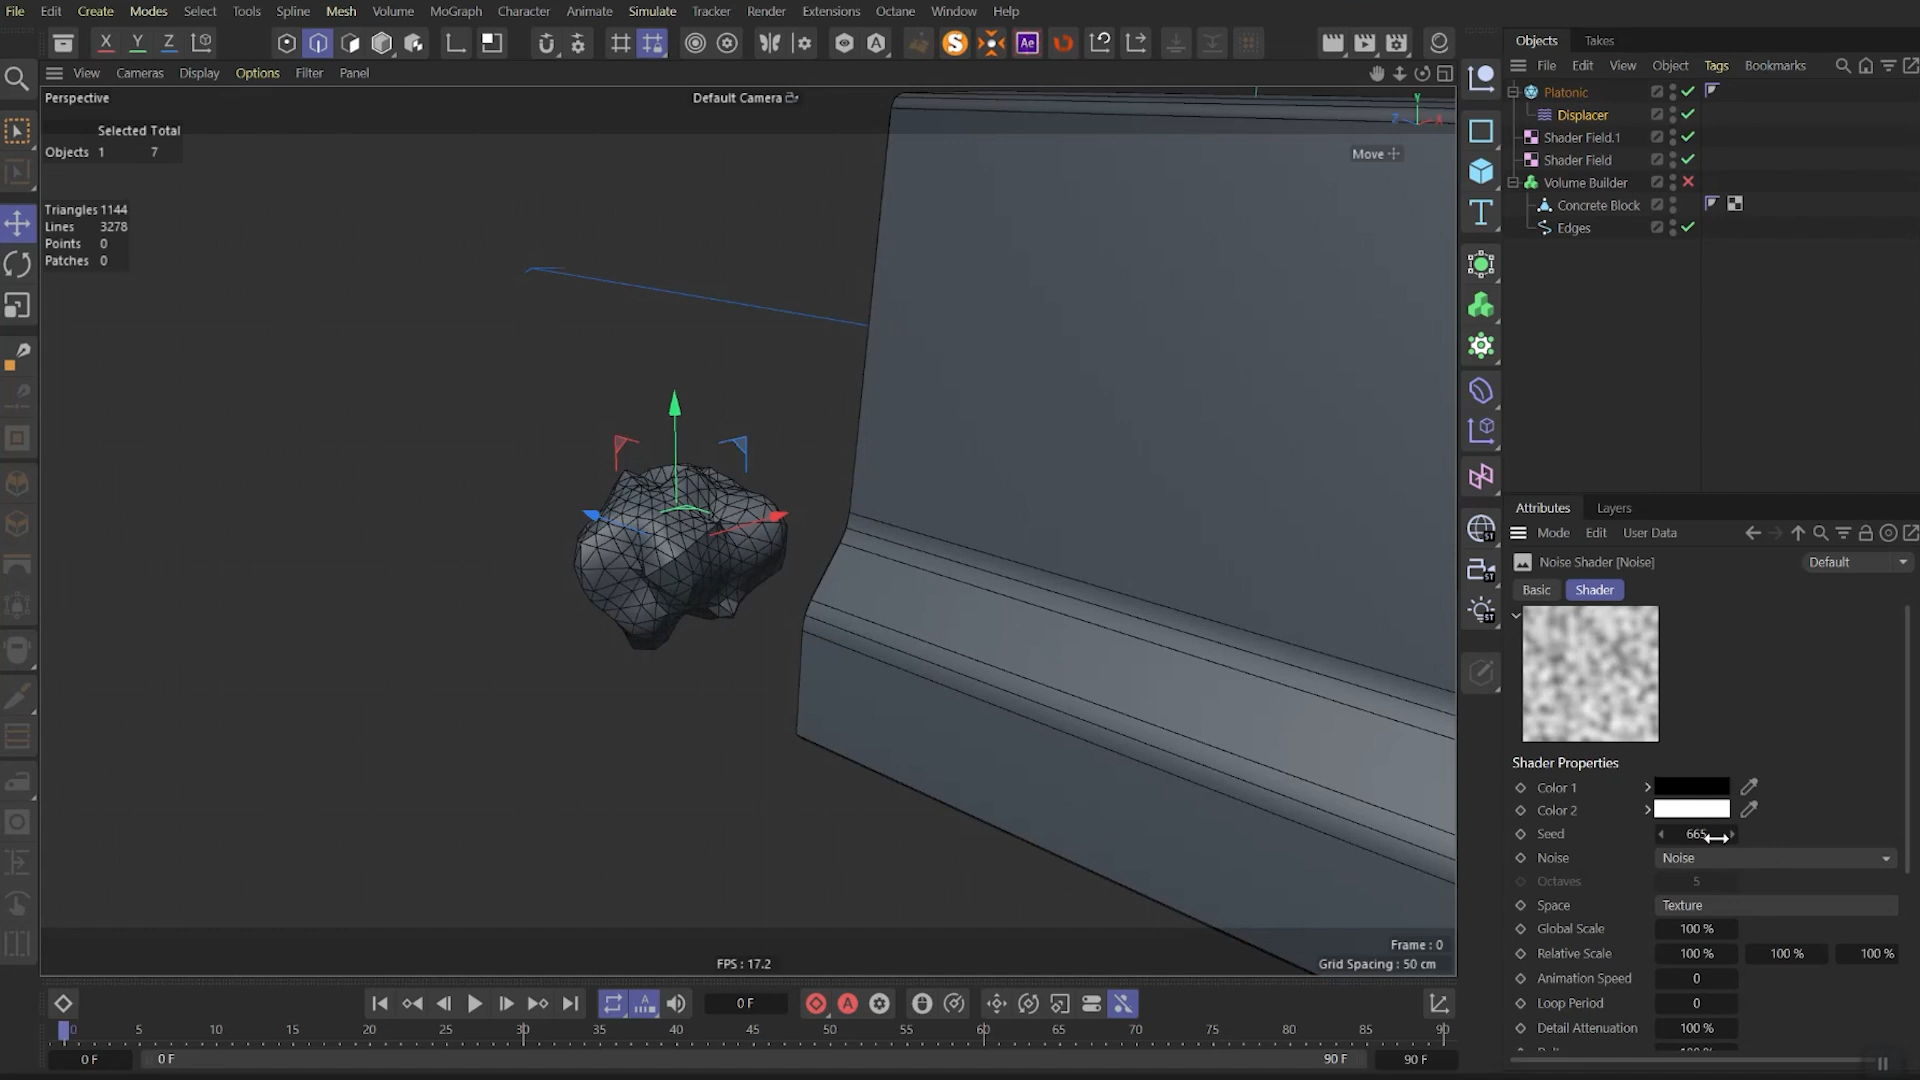 File Edit Create Modes Select Tools Spline Mesh Volume MoGraph Character Animate Simulate Tracker Render Extensions Octane Window Help
X Y Z
S Ae
Objects Takes
View Cameras Display Options Filter Panel
File Edit View Object Tags Bookmarks
Perspective
Default Camera
Platonic
Displacer
Shader Field.1
Shader Field
Volume Builder
Concrete Block
Edges
Selected Total
Objects 1 7
Move
Triangles 1144
Lines 3278
Points 0
Patches 0
Attributes Layers
Mode Edit User Data
Noise Shader [Noise] Default
Basic Shader
Shader Properties
Color 1
Color 2
Seed 665
Noise Noise
Octaves 5
Space Texture
Global Scale 100 %
Relative Scale 100 % 100 % 100 %
Animation Speed 0
Loop Period 0
Detail Attenuation 100 %
Frame : 0
FPS : 17.2
Grid Spacing : 50 cm
0 F
0 5 10 15 20 25 30 35 40 45 50 55 60 65 70 75 80 85 90
0 F 0 F 90 F 90 F